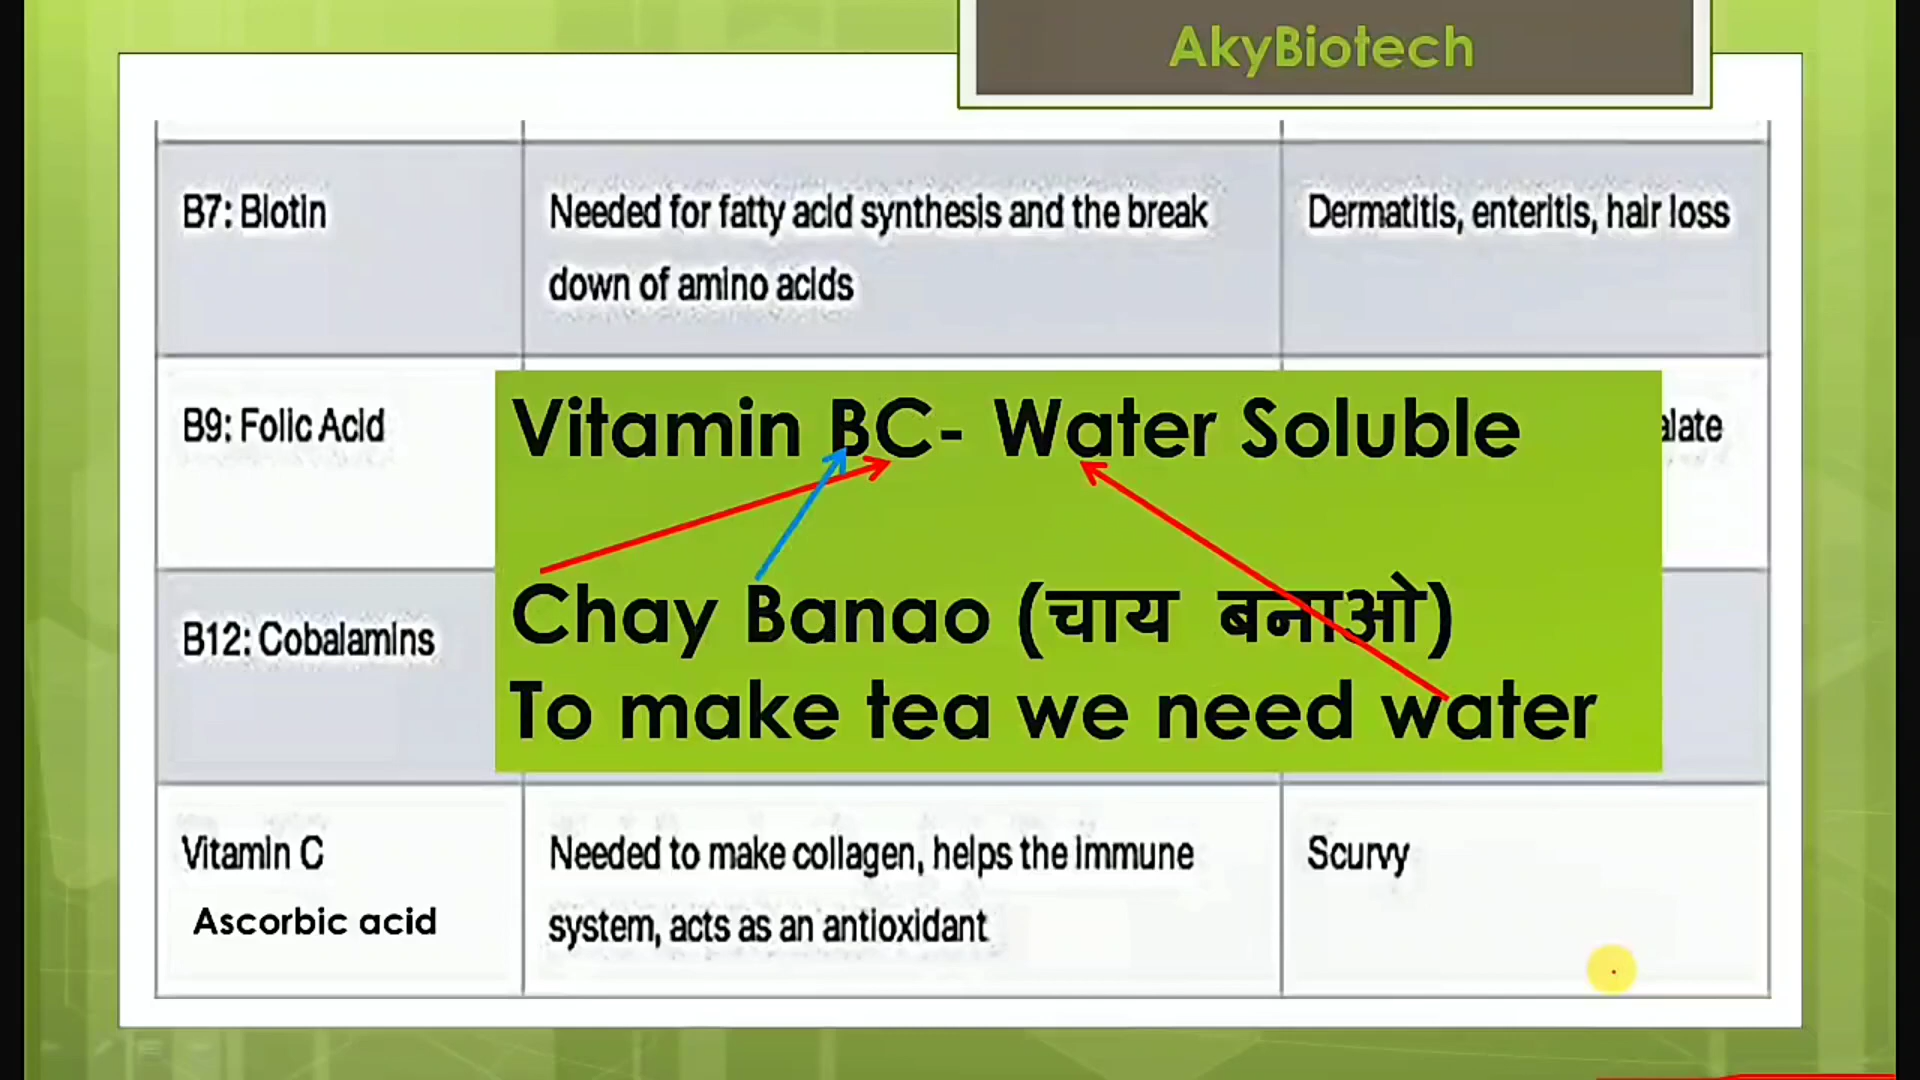 AkyBiotech
B7: Biotin
Needed for fatty acid synthesis and the break
down of amino acids
Dermatitis, enteritis, hair loss
B9: Folic Acid
Vitamin BC- Water Soluble
Chay Banao (चाय बनाओ)
To make tea we need water
B12: Cobalamins
Vitamin C
Ascorbic acid
Needed to make collagen, helps the immune
system, acts as an antioxidant
Scurvy